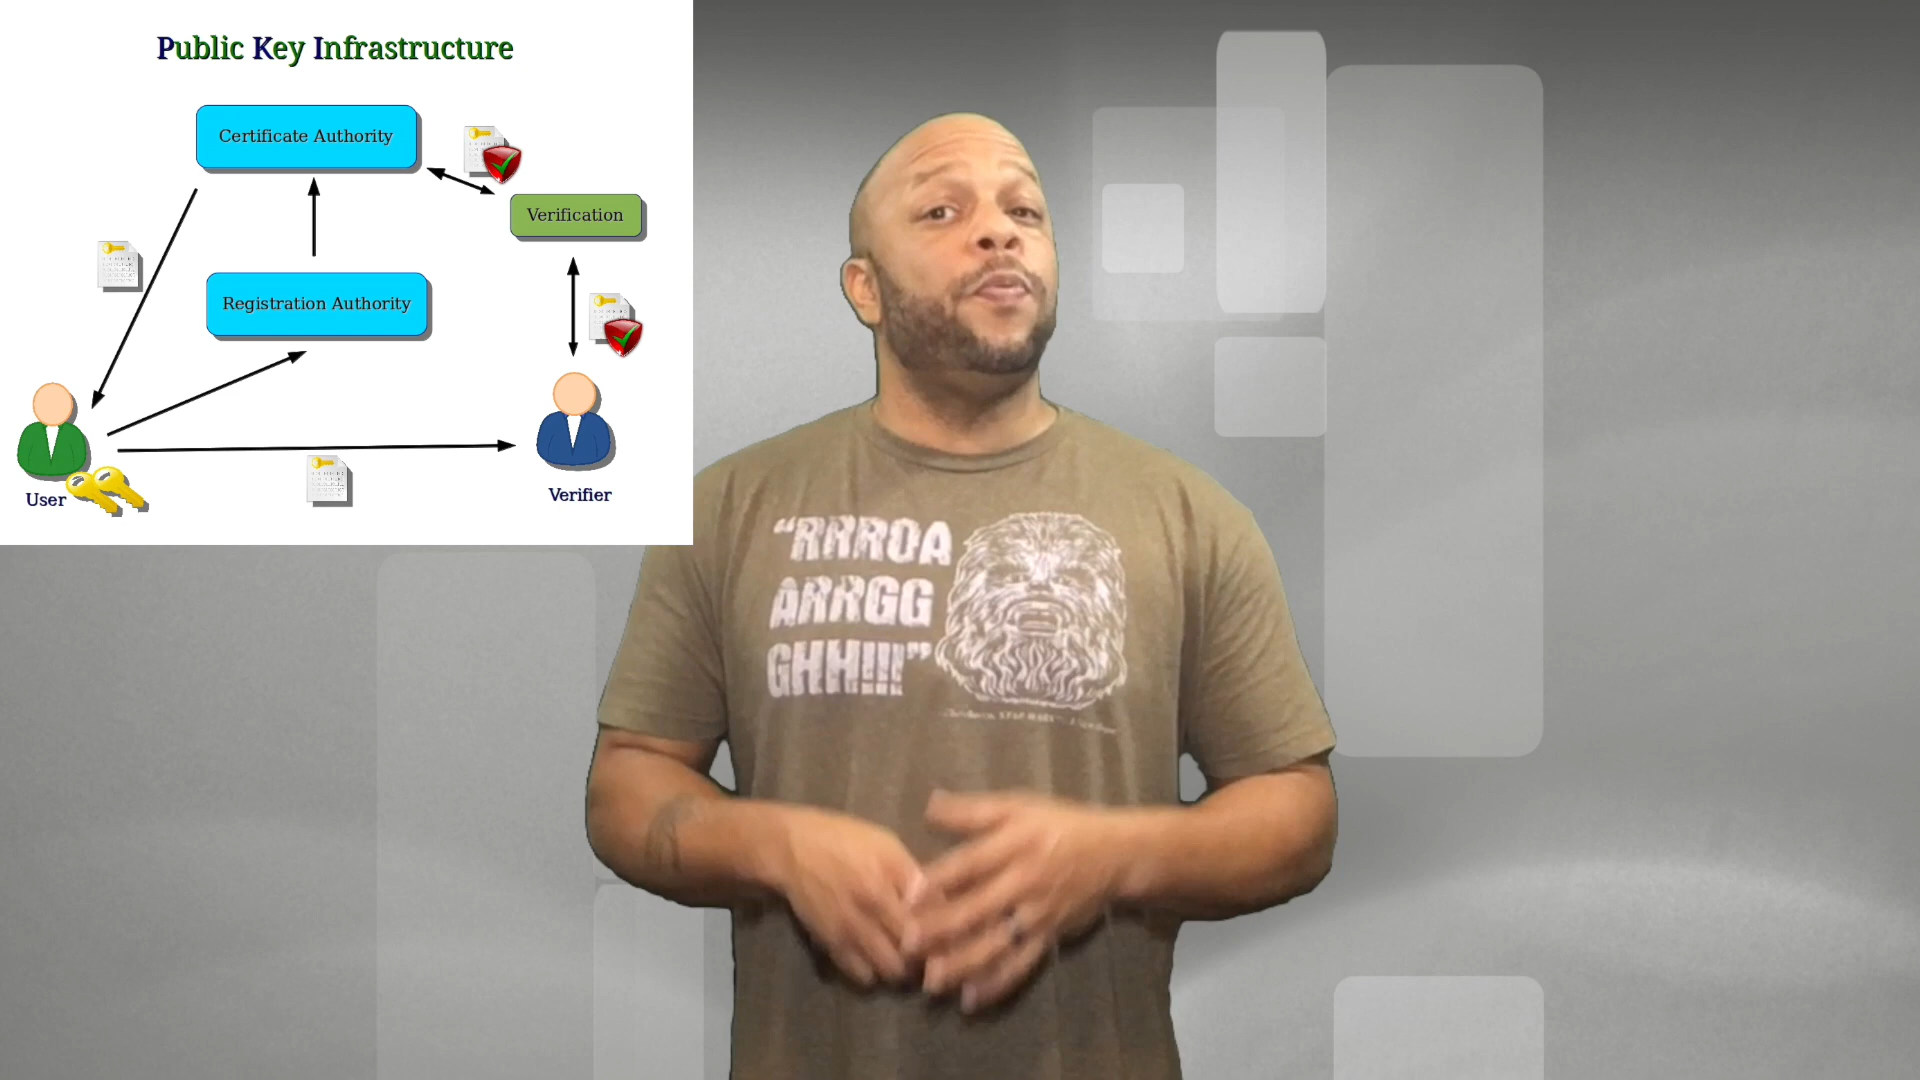 Public Key Infrastructure
Certificate Authority
Verification
Registration Authority
User
Verifier
“RRROA
ARRGG
GHH!!!”